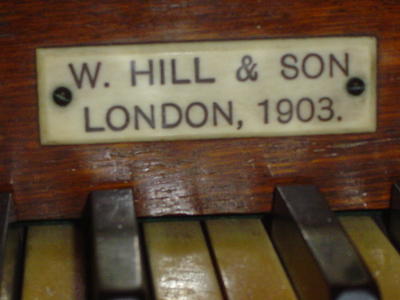 W. HILL & SON
LONDON, 1903.